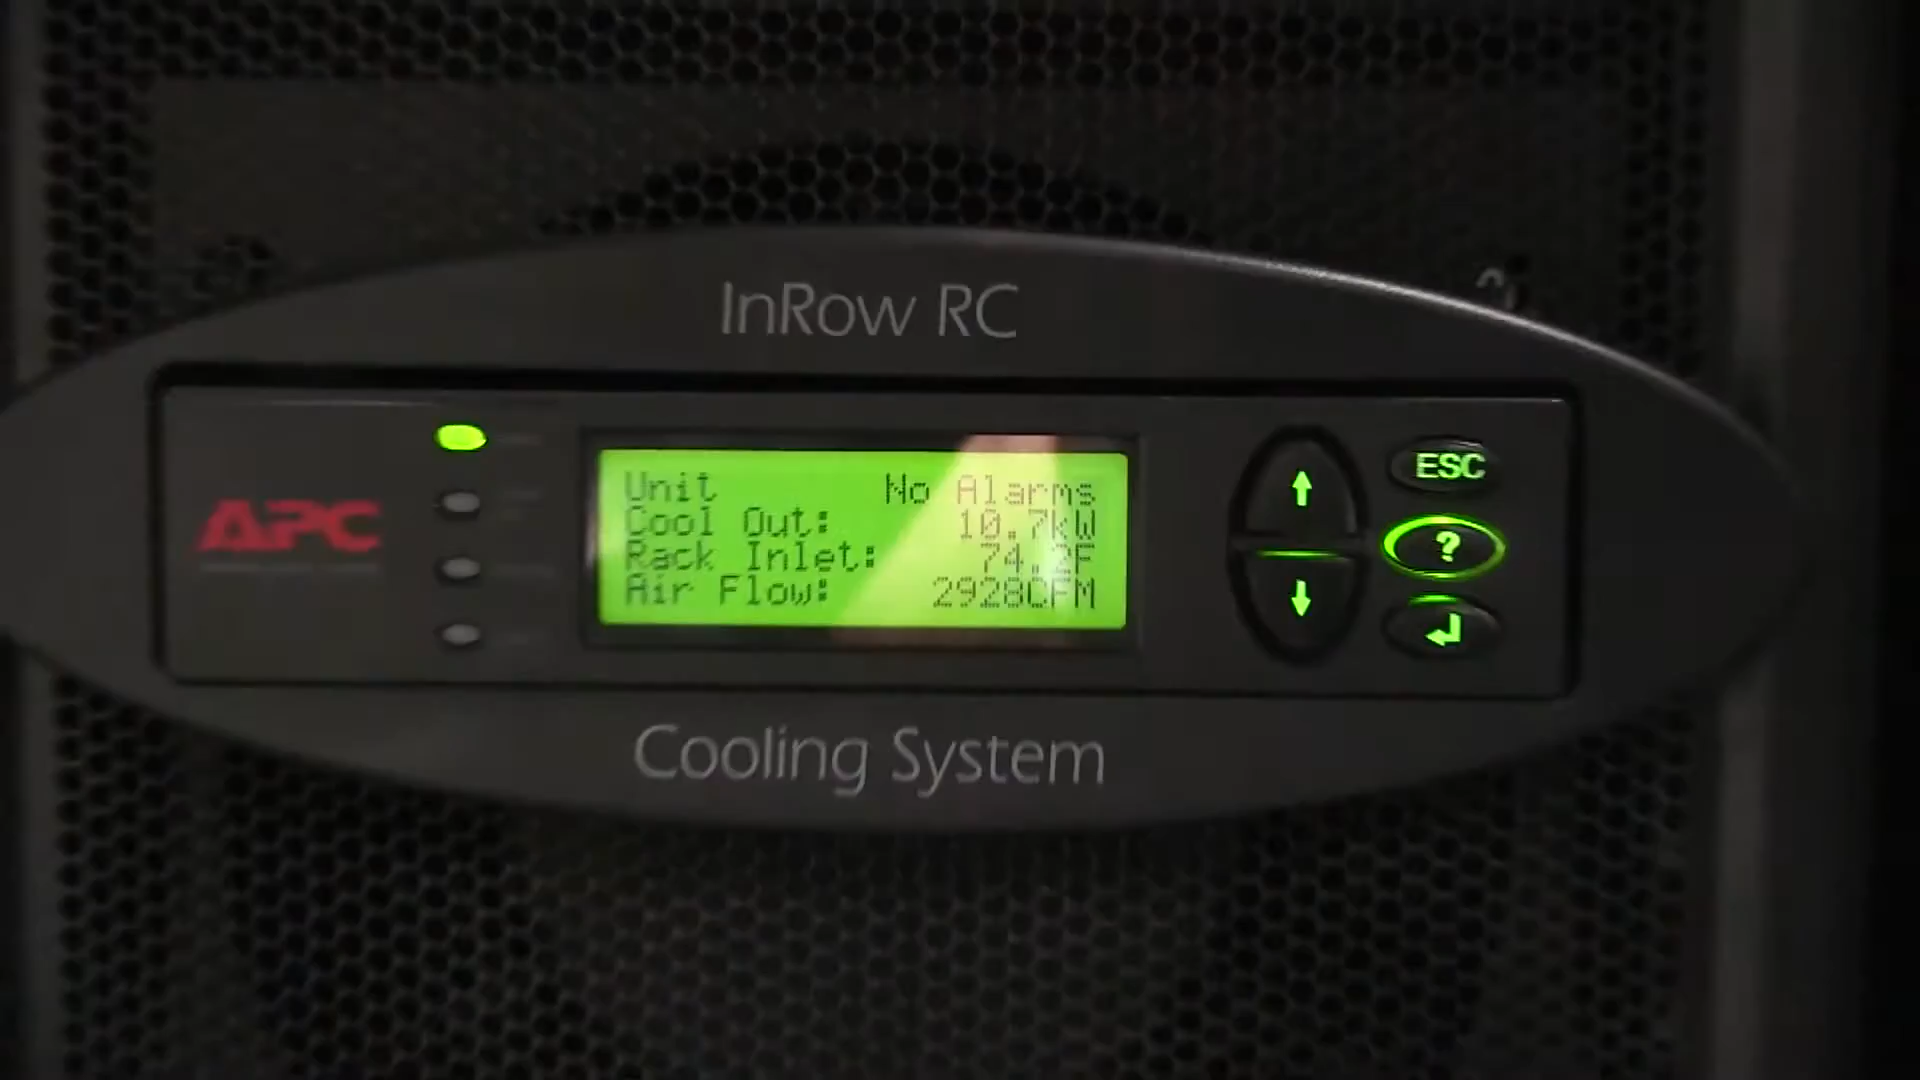 InRow RC
APC
Unit No Alarms
Cool Out: 10.7kW
Rack Inlet: 74.2F
Air Flow: 2928CFM
ESC
?
Cooling System